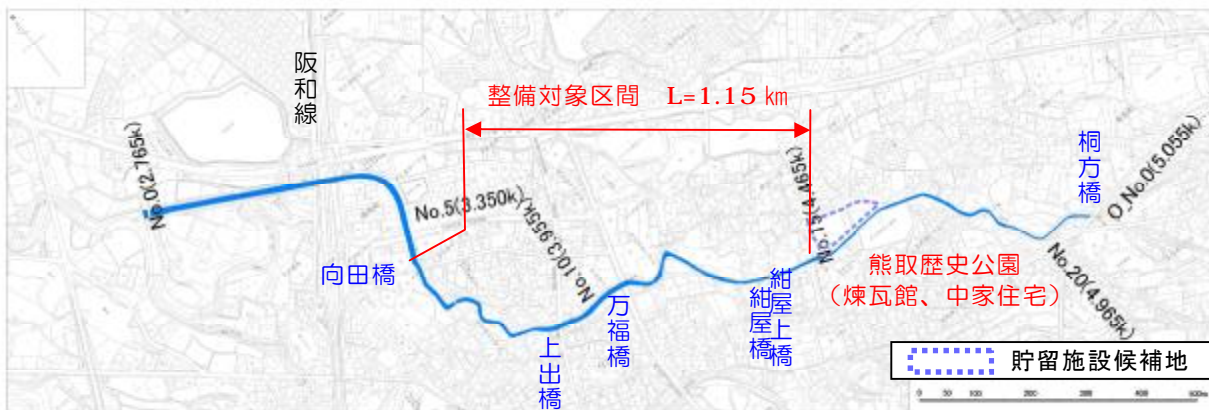 阪和線
整備対象区間 L=1.15 km
No.0(2.765k)
No.5(3.350k)
No.10(3.955k)
No.15(4.465k)
桐方橋
O_No.0(5.055k)
向田橋
上出橋
万福橋
紺屋橋
紺屋上橋
熊取歴史公園
（煉瓦館、中家住宅）
No.20(4.965k)
貯留施設候補地